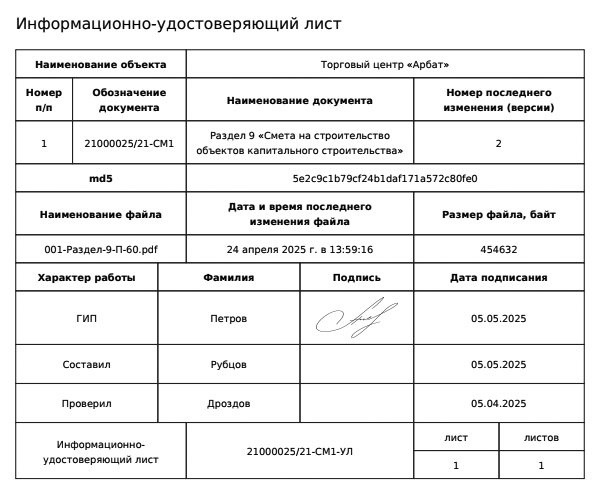 Информационно-удостоверяющий лист
Наименование объекта
Торговый центр «Арбат»
Номер п/п
Обозначение документа
Наименование документа
Номер последнего изменения (версии)
1
21000025/21-СМ1
Раздел 9 «Смета на строительство
объектов капитального строительства»
2
md5
5e2c9c1b79cf24b1daf171a572c80fe0
Наименование файла
Дата и время последнего
изменения файла
Размер файла, байт
001-Раздел-9-П-60.pdf
24 апреля 2025 г. в 13:59:16
454632
Характер работы
Фамилия
Подпись
Дата подписания
ГИП
Петров
05.05.2025
Составил
Рубцов
05.05.2025
Проверил
Дроздов
05.04.2025
Информационно-
удостоверяющий лист
21000025/21-СМ1-УЛ
лист
листов
1
1